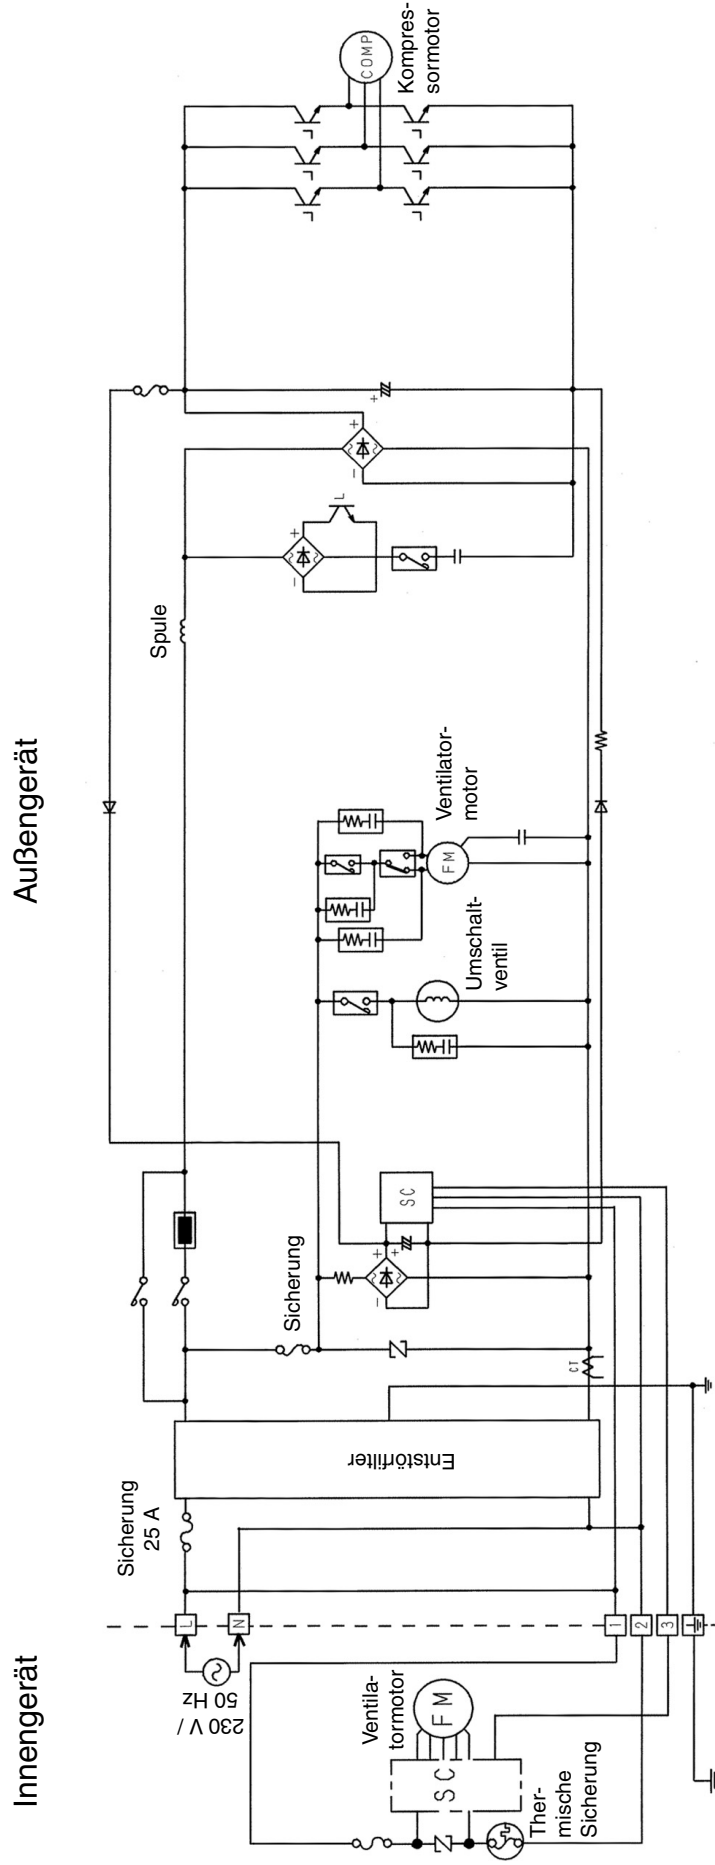 Innengerät
Außengerät
230 V /
50 Hz
L
N
Sicherung
25 A
Entstörfilter
CT
Sicherung
SC
Spule
Umschalt-
ventil
FM
Ventilator-
motor
L
COMP
Kompres-
sormotor
1
2
3
Ventila-
tormotor
FM
SC
Ther-
mische
Sicherung